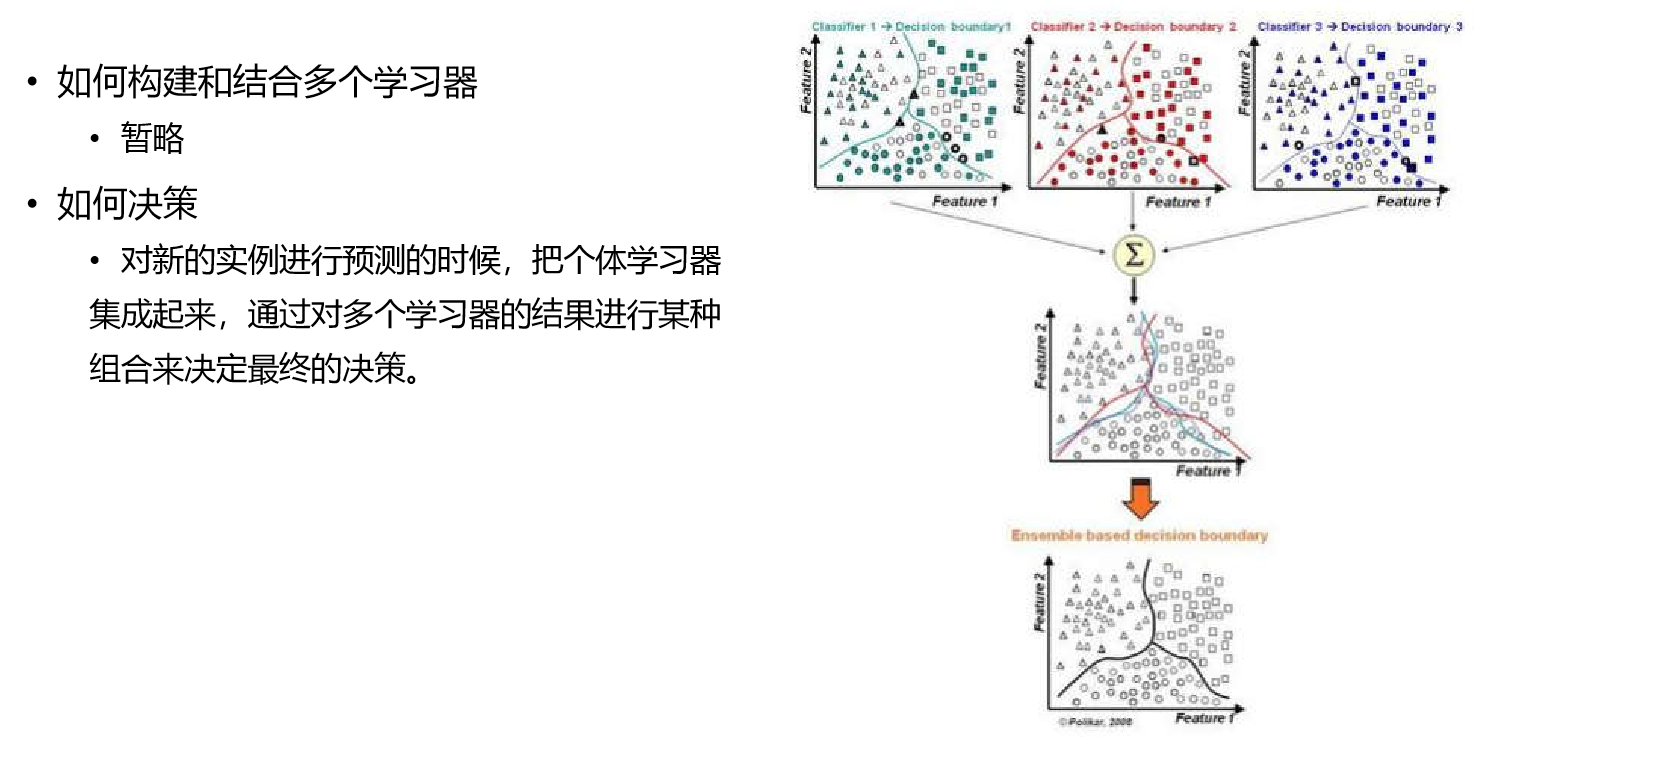 • 如何构建和结合多个学习器
• 暂略
• 如何决策
• 对新的实例进行预测的时候，把个体学习器
集成起来，通过对多个学习器的结果进行某种
组合来决定最终的决策。
Classifier 1 → Decision boundary1
Feature 2
Feature 1
Classifier 2 → Decision boundary 2
Feature 2
Feature 1
Classifier 3 → Decision boundary 3
Feature 2
Feature 1
Σ
Feature 2
Feature 1
Ensemble based decision boundary
Feature 2
Feature 1
© Polikar, 2008